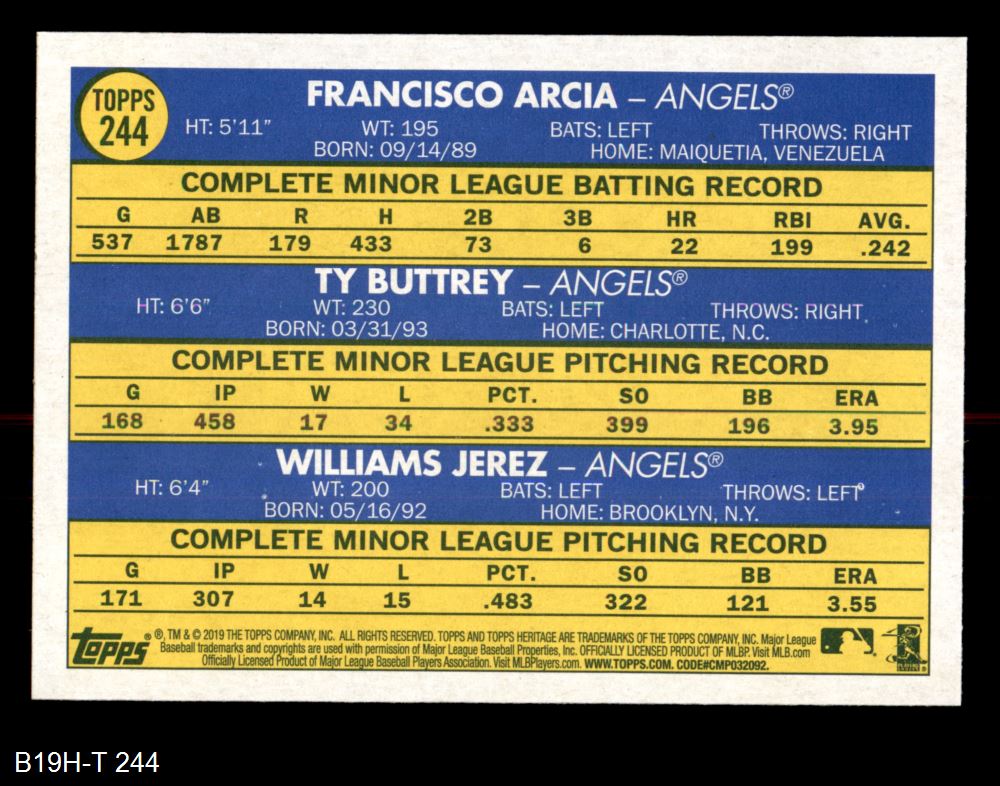 TOPPS
244
FRANCISCO ARCIA – ANGELS®
HT: 5'11" WT: 195 BATS: LEFT THROWS: RIGHT
BORN: 09/14/89 HOME: MAIQUETIA, VENEZUELA
COMPLETE MINOR LEAGUE BATTING RECORD
G AB R H 2B 3B HR RBI AVG.
537 1787 179 433 73 6 22 199 .242
TY BUTTREY – ANGELS®
HT: 6'6" WT: 230 BATS: LEFT THROWS: RIGHT
BORN: 03/31/93 HOME: CHARLOTTE, N.C.
COMPLETE MINOR LEAGUE PITCHING RECORD
G IP W L PCT. SO BB ERA
168 458 17 34 .333 399 196 3.95
WILLIAMS JEREZ – ANGELS®
HT: 6'4" WT: 200 BATS: LEFT THROWS: LEFT
BORN: 05/16/92 HOME: BROOKLYN, N.Y.
COMPLETE MINOR LEAGUE PITCHING RECORD
G IP W L PCT. SO BB ERA
171 307 14 15 .483 322 121 3.55
topps® ®, TM & © 2019 THE TOPPS COMPANY, INC. ALL RIGHTS RESERVED. TOPPS AND TOPPS HERITAGE ARE TRADEMARKS OF THE TOPPS COMPANY, INC. Major League
Baseball trademarks and copyrights are used with permission of Major League Baseball Properties, Inc. OFFICIALLY LICENSED PRODUCT OF MLBP. Visit MLB.com
Officially Licensed Product of Major League Baseball Players Association. Visit MLBPlayers.com. WWW.TOPPS.COM. CODE#CMP032092.
B19H-T 244